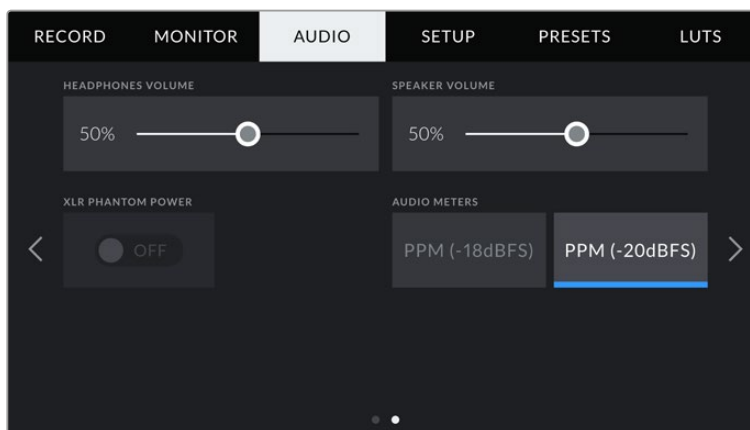 RECORD MONITOR AUDIO SETUP PRESETS LUTS
HEADPHONES VOLUME SPEAKER VOLUME
50% 50%
XLR PHANTOM POWER AUDIO METERS
OFF PPM (-18dBFS) PPM (-20dBFS)